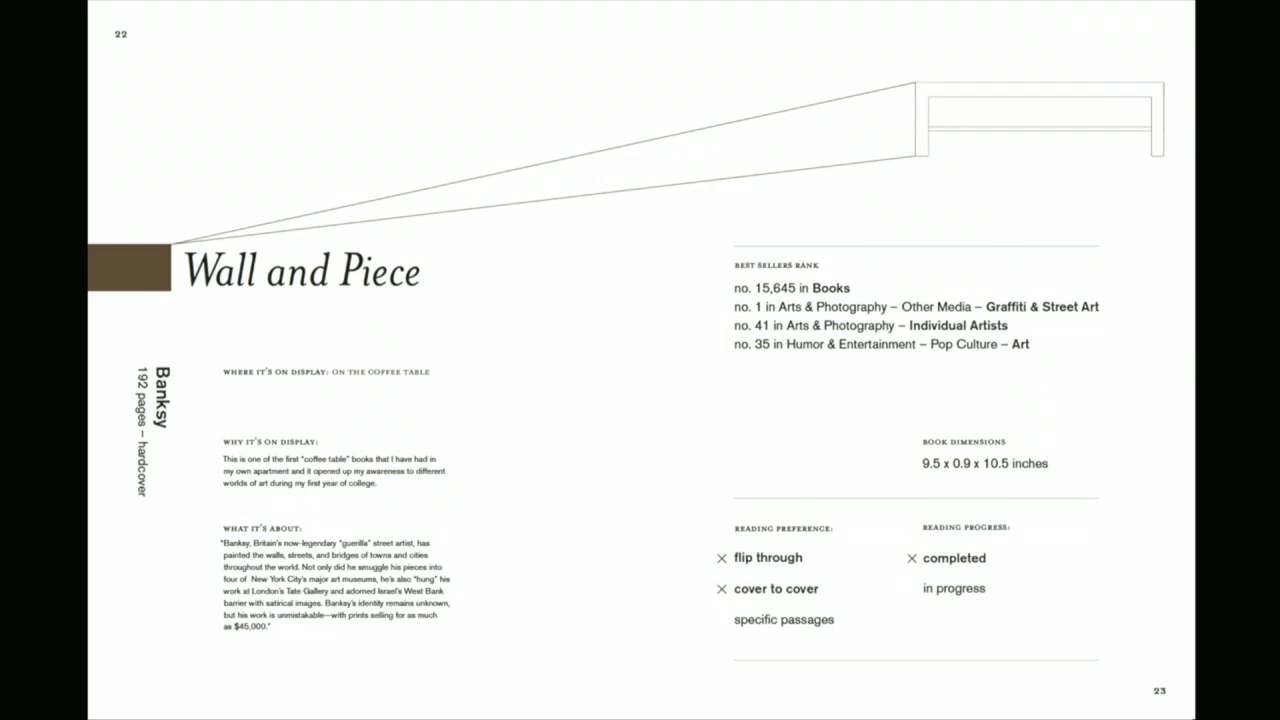 22
Wall and Piece
Banksy
192 pages – hardcover
WHERE IT'S ON DISPLAY: ON THE COFFEE TABLE
WHY IT'S ON DISPLAY:
This is one of the first "coffee table" books that I have had in
my own apartment and it opened up my awareness to different
worlds of art during my first year of college.
WHAT IT'S ABOUT:
"Banksy, Britain's now-legendary "guerilla" street artist, has
painted the walls, streets, and bridges of towns and cities
throughout the world. Not only did he smuggle his pieces into
four of New York City's major art museums, he's also "hung" his
work at London's Tate Gallery and adorned Israel's West Bank
barrier with satirical images. Banksy's identity remains unknown,
but his work is unmistakable—with prints selling for as much
as $45,000."
BEST SELLERS RANK
no. 15,645 in Books
no. 1 in Arts & Photography – Other Media – Graffiti & Street Art
no. 41 in Arts & Photography – Individual Artists
no. 35 in Humor & Entertainment – Pop Culture – Art
BOOK DIMENSIONS
9.5 x 0.9 x 10.5 inches
READING PREFERENCE:
× flip through
× cover to cover
specific passages
READING PROGRESS:
× completed
in progress
23